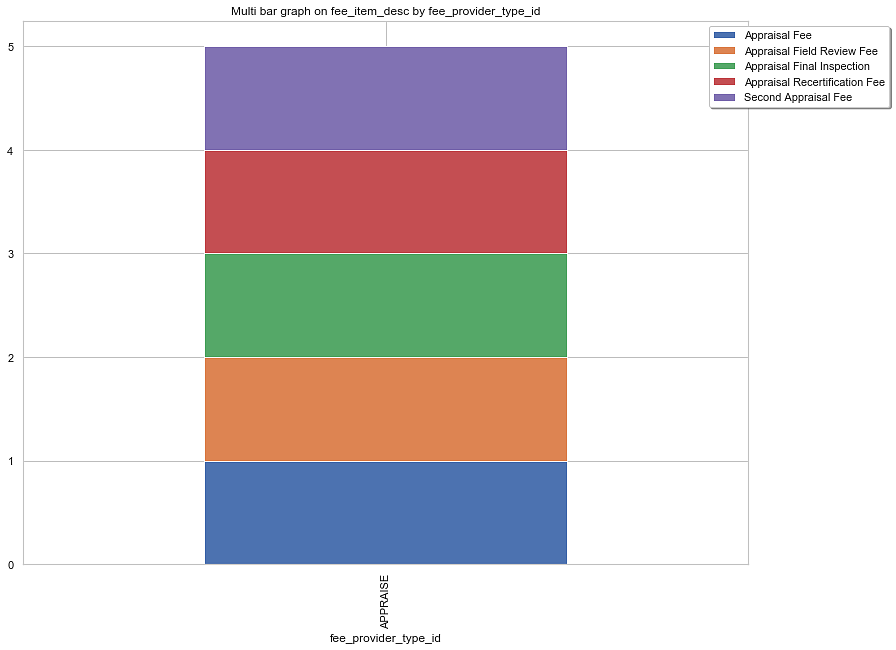 Multi bar graph on fee_item_desc by fee_provider_type_id
Appraisal Fee
Appraisal Field Review Fee
Appraisal Final Inspection
Appraisal Recertification Fee
Second Appraisal Fee
5
4
3
2
1
0
APPRAISE
fee_provider_type_id